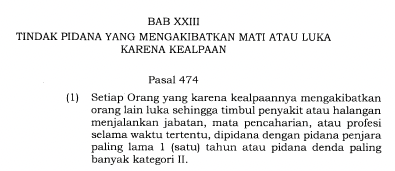 BAB XXIII
TINDAK PIDANA YANG MENGAKIBATKAN MATI ATAU LUKA
KARENA KEALPAAN
Pasal 474
(1) Setiap Orang yang karena kealpaannya mengakibatkan
orang lain luka sehingga timbul penyakit atau halangan
menjalankan jabatan, mata pencaharian, atau profesi
selama waktu tertentu, dipidana dengan pidana penjara
paling lama 1 (satu) tahun atau pidana denda paling
banyak kategori II.